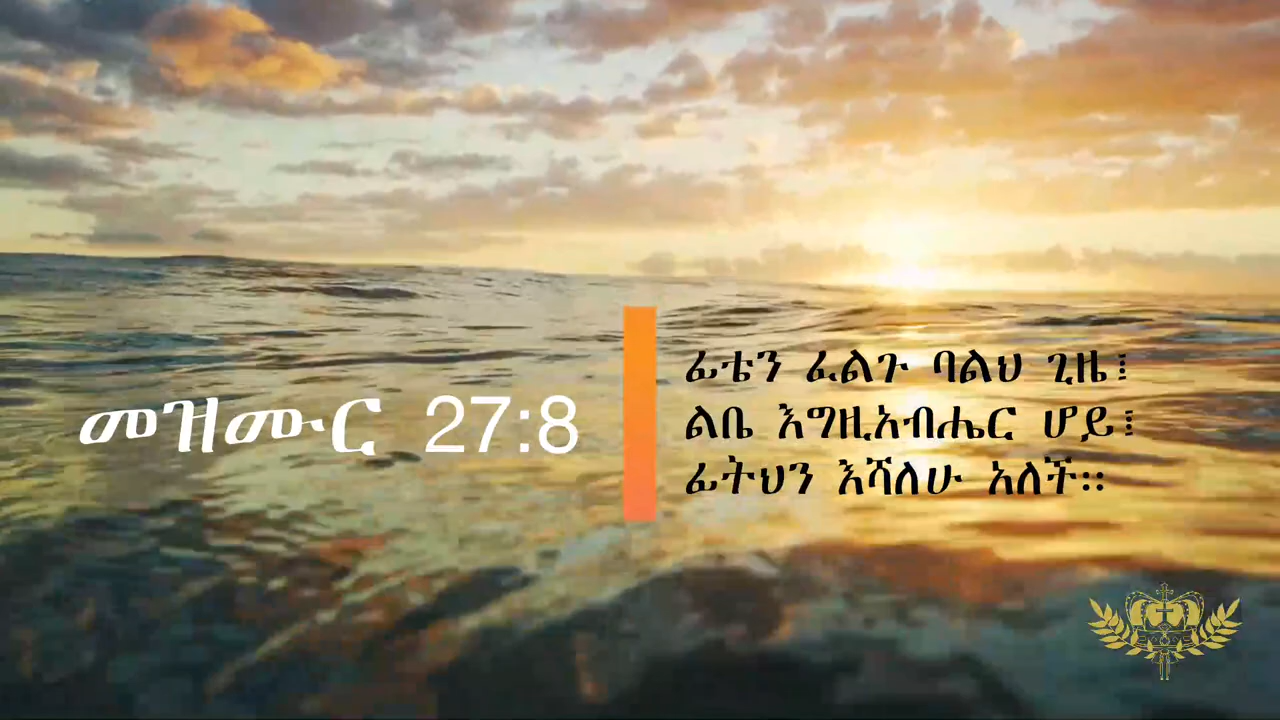 መዝሙር 27:8
ፊቴን ፈልጉ ባልህ ጊዜ፤
ልቤ እግዚአብሔር ሆይ፤
ፊትህን እሻለሁ አለች።